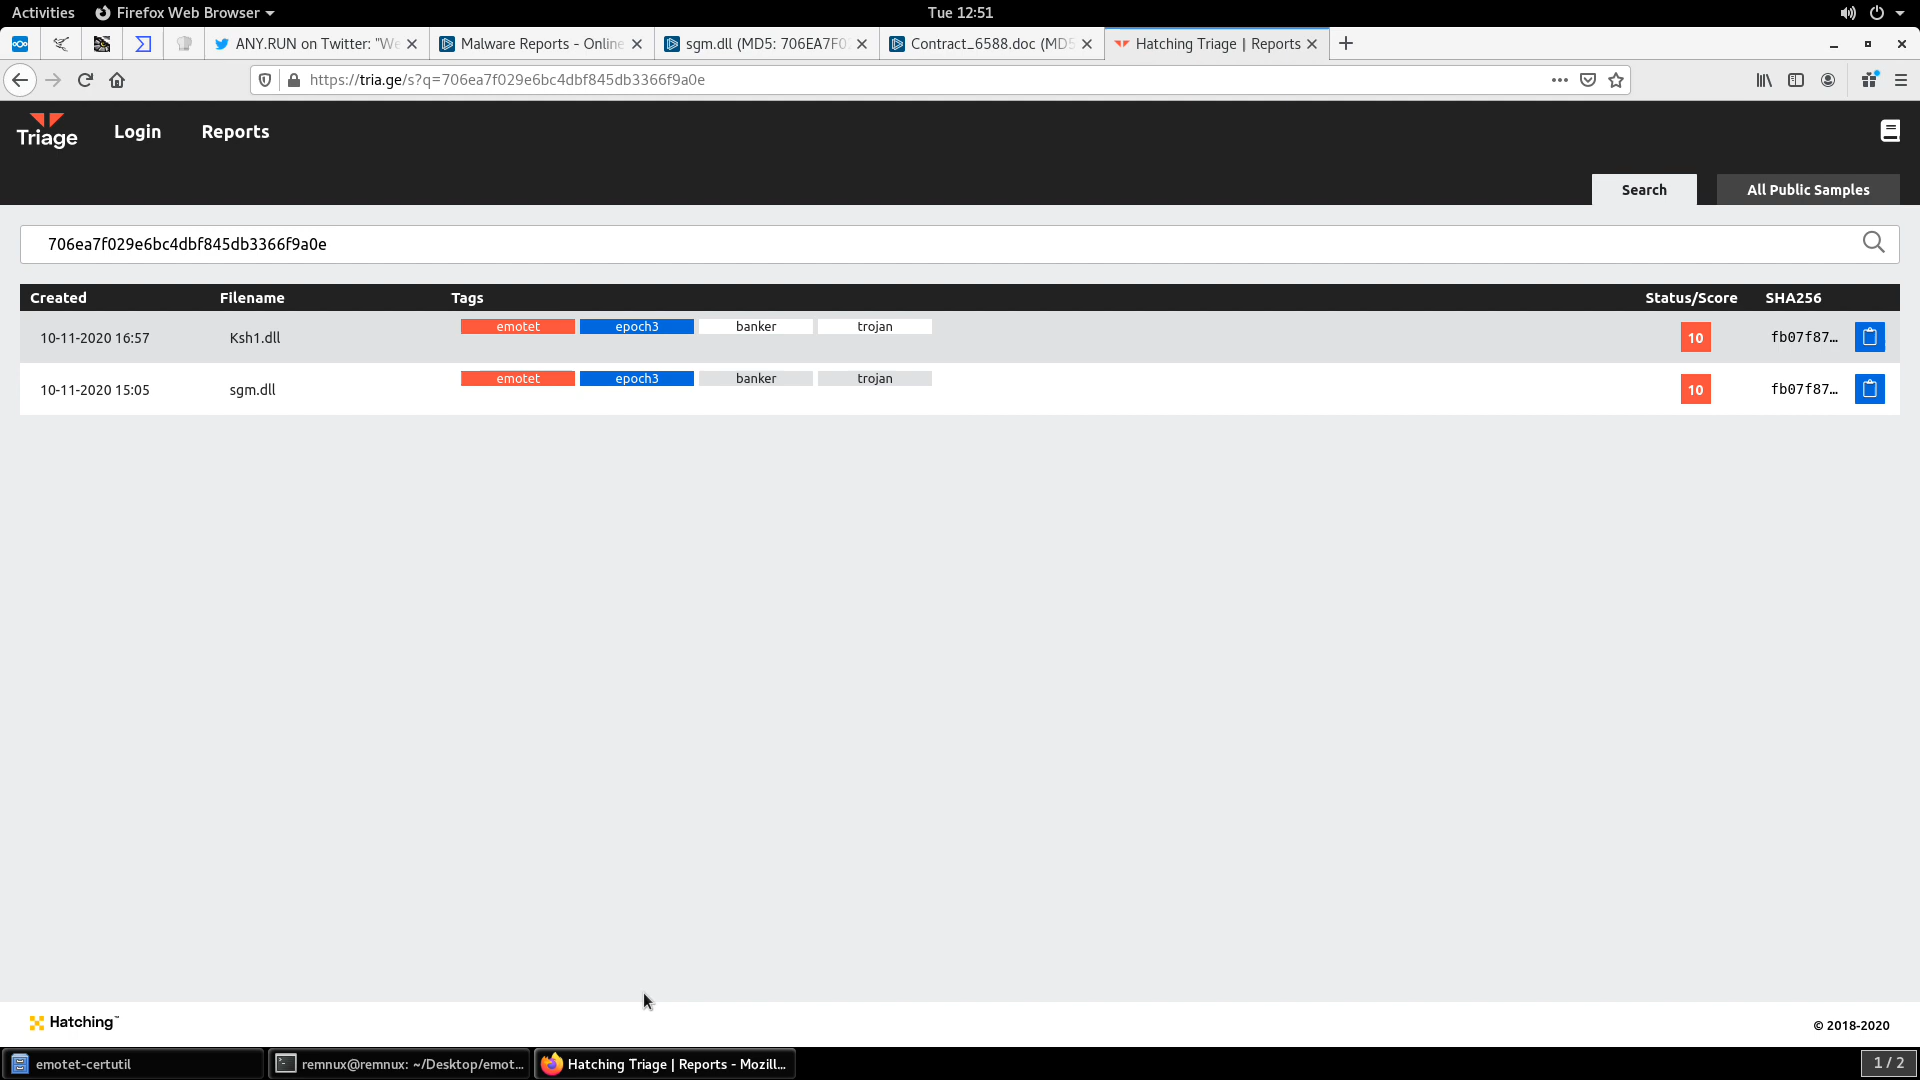 Activities Firefox Web Browser Tue 12:51
ANY.RUN on Twitter: "We Malware Reports - Online sgm.dll (MD5: 706EA7F0 Contract_6588.doc (MD5 Hatching Triage | Reports
https://tria.ge/s?q=706ea7f029e6bc4dbf845db3366f9a0e
Triage Login Reports
Search All Public Samples
706ea7f029e6bc4dbf845db3366f9a0e
Created Filename Tags Status/Score SHA256
10-11-2020 16:57 Ksh1.dll emotet epoch3 banker trojan 10 fb07f87…
10-11-2020 15:05 sgm.dll emotet epoch3 banker trojan 10 fb07f87…
Hatching™ © 2018-2020
emotet-certutil remnux@remnux: ~/Desktop/emot... Hatching Triage | Reports - Mozill... 1 / 2